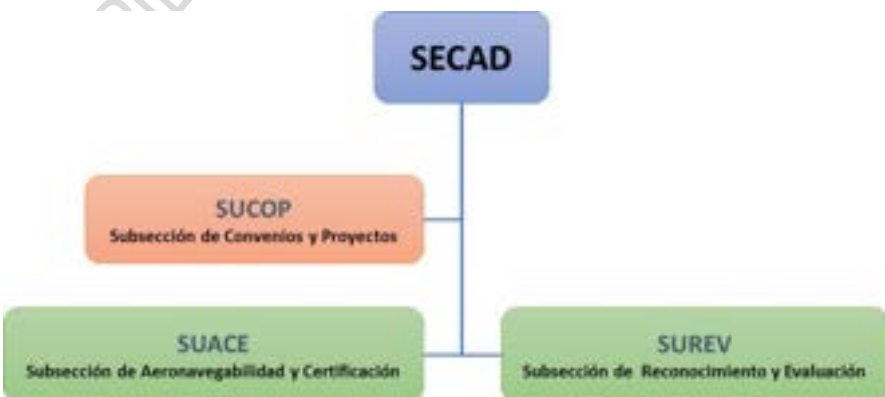 SECAD
SUCOP
Subsección de Convenios y Proyectos
SUACE
Subsección de Aeronavegabilidad y Certificación
SUREV
Subsección de Reconocimiento y Evaluación